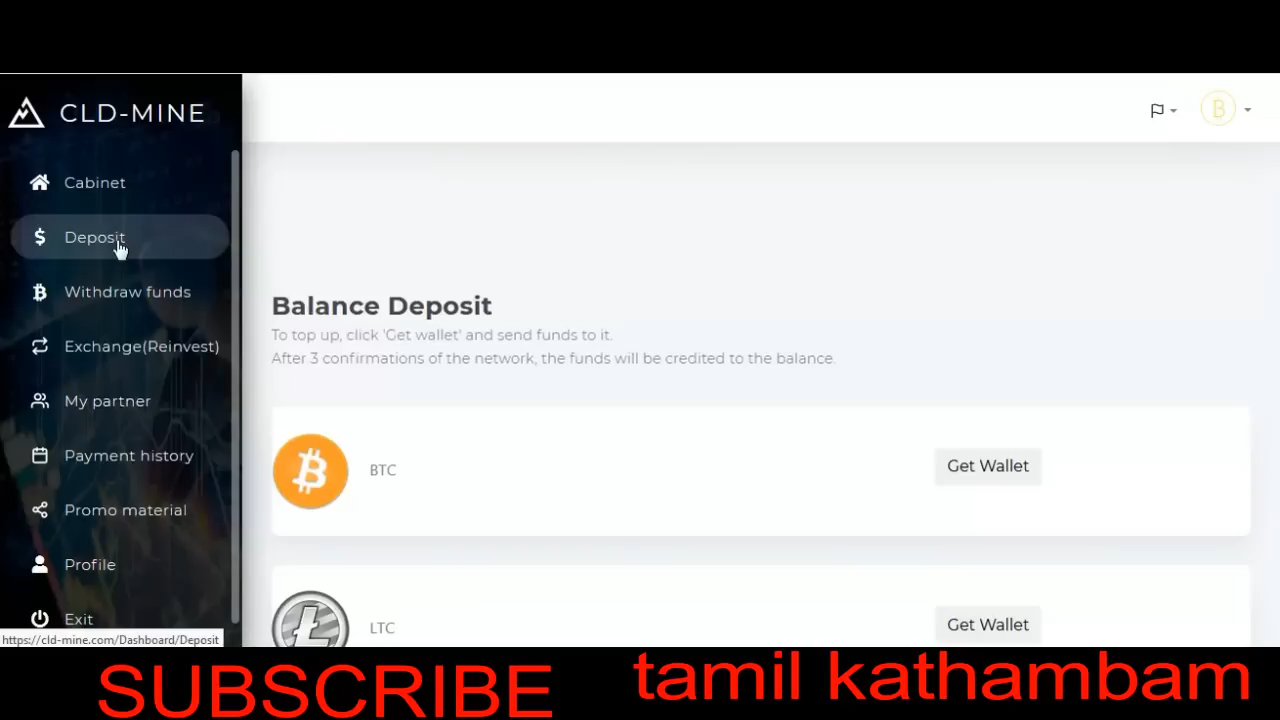 CLD-MINE
Cabinet
Deposit
Withdraw funds
Exchange(Reinvest)
My partner
Payment history
Promo material
Profile
Exit
https://cld-mine.com/Dashboard/Deposit
Balance Deposit
To top up, click 'Get wallet' and send funds to it.
After 3 confirmations of the network, the funds will be credited to the balance.
BTC
Get Wallet
LTC
Get Wallet
SUBSCRIBE
tamil kathambam